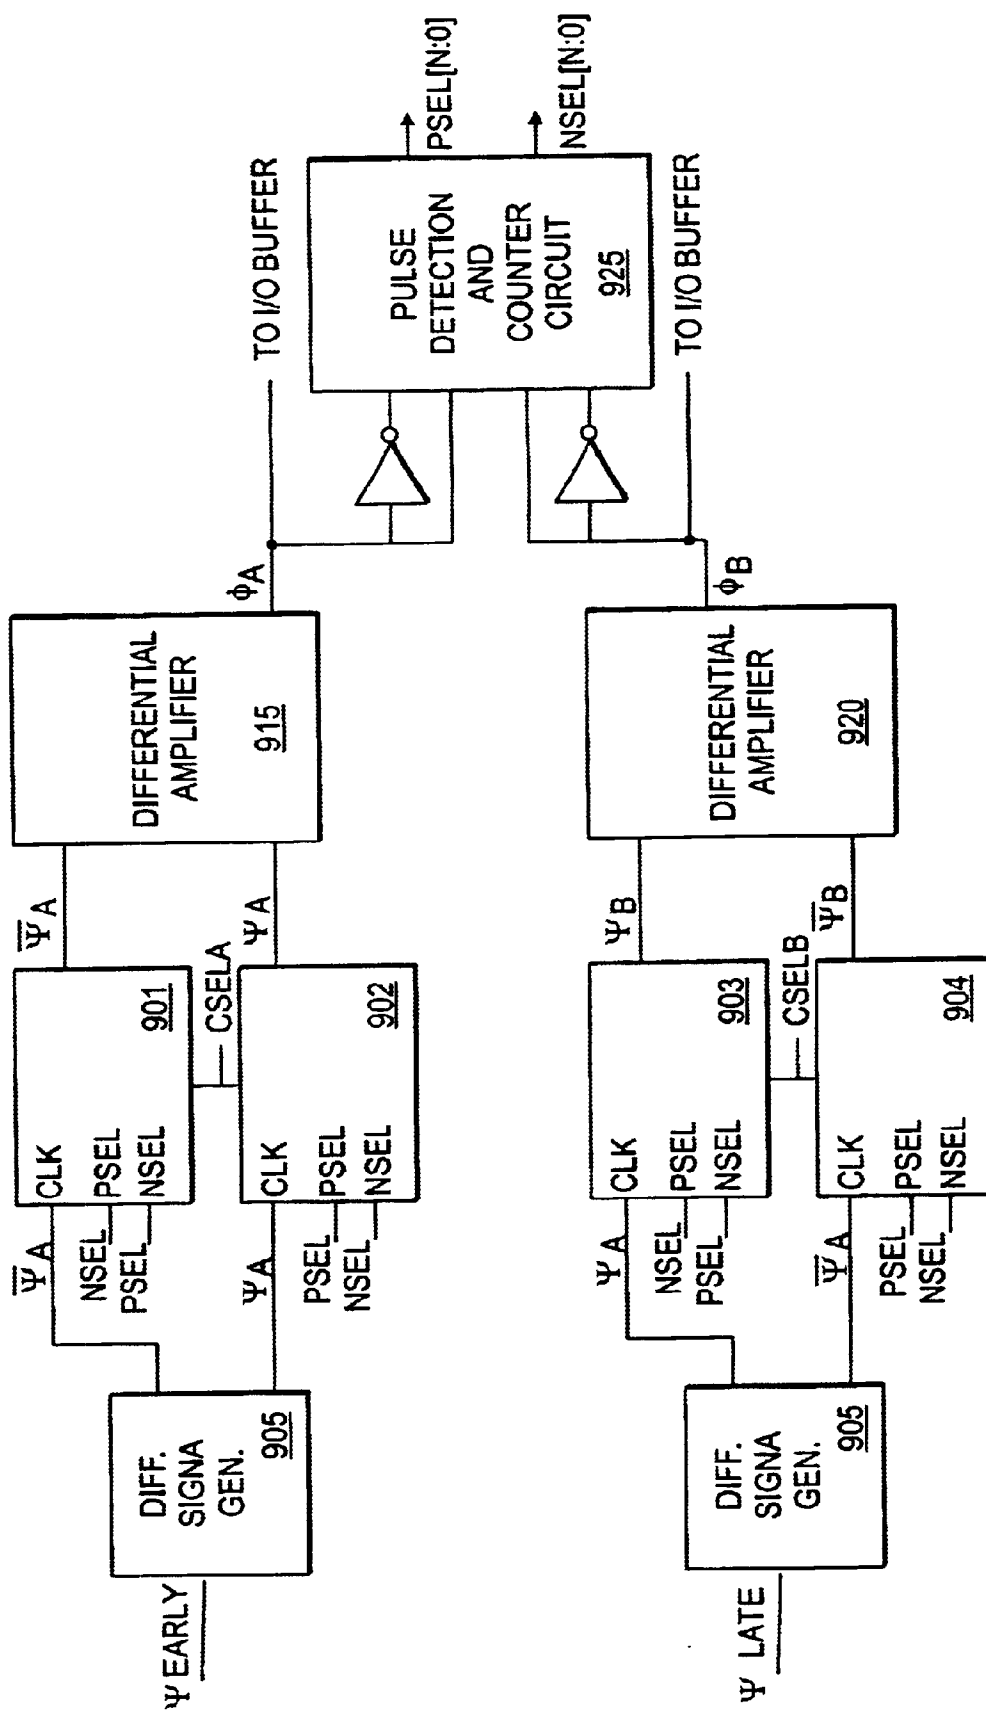 Ψ EARLY
DIFF.
SIGNA
GEN.
905
Ψ̅A
ΨA
NSEL
PSEL
CLK
PSEL
NSEL
901
CSELA
PSEL
NSEL
CLK
PSEL
NSEL
902
Ψ̅A
ΨA
DIFFERENTIAL
AMPLIFIER
915
ϕA
TO I/O BUFFER
PULSE
DETECTION
AND
COUNTER
CIRCUIT
925
PSEL[N:0]
NSEL[N:0]
TO I/O BUFFER
Ψ LATE
DIFF.
SIGNA
GEN.
905
ΨA
Ψ̅A
NSEL
PSEL
CLK
PSEL
NSEL
903
CSELB
PSEL
NSEL
CLK
PSEL
NSEL
904
ΨB
Ψ̅B
DIFFERENTIAL
AMPLIFIER
920
ϕB